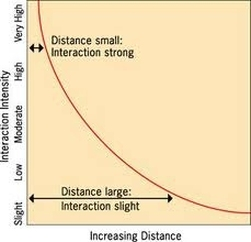 Very High
High
Moderate
Low
Slight
Interaction Intensity
Distance small:
Interaction strong
Distance large:
Interaction slight
Increasing Distance